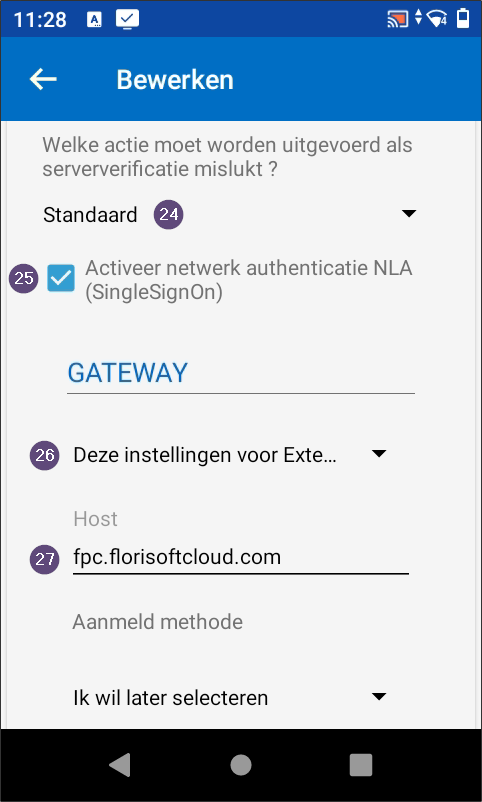 11:28 A 4
Bewerken
Welke actie moet worden uitgevoerd als
serververificatie mislukt ?
Standaard 24
25 Activeer netwerk authenticatie NLA
(SingleSignOn)
GATEWAY
26 Deze instellingen voor Exte...
Host
27 fpc.florisoftcloud.com
Aanmeld methode
Ik wil later selecteren